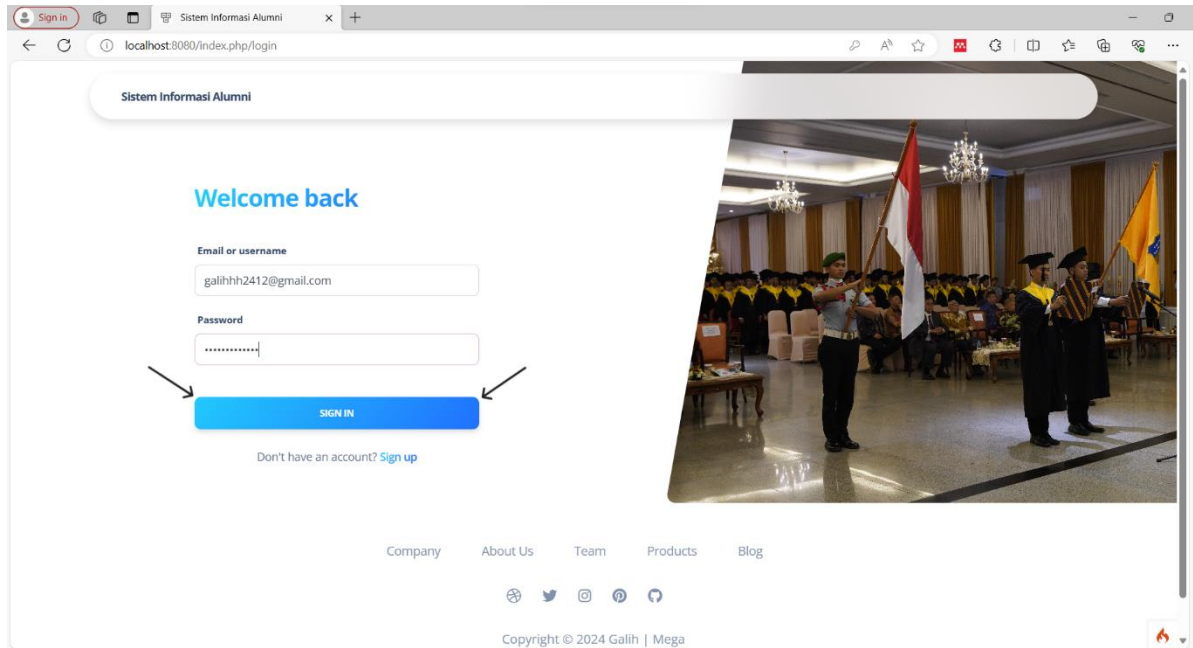 Sign in
Sistem Informasi Alumni
localhost:8080/index.php/login
Sistem Informasi Alumni
Welcome back
Email or username
galihhh2412@gmail.com
Password
SIGN IN
Don't have an account? Sign up
Company About Us Team Products Blog
Copyright © 2024 Galih | Mega